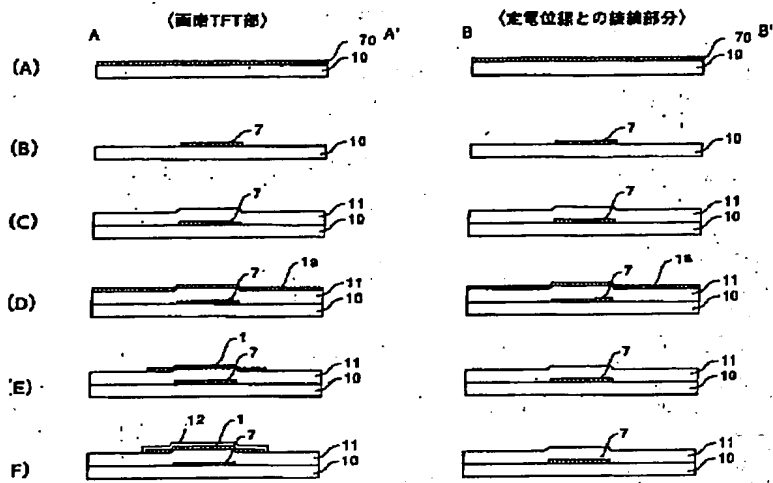 〈画素TFT部〉
〈定電位線との接続部分〉
A A' B B'
(A) 70 10 70 10
(B) 7 10 7 10
(C) 7 11 10 7 11 10
(D) 7 1a 11 10 7 1a 11 10
E) 1 7 11 10 7 11 10
F) 12 1 7 11 10 7 11 10